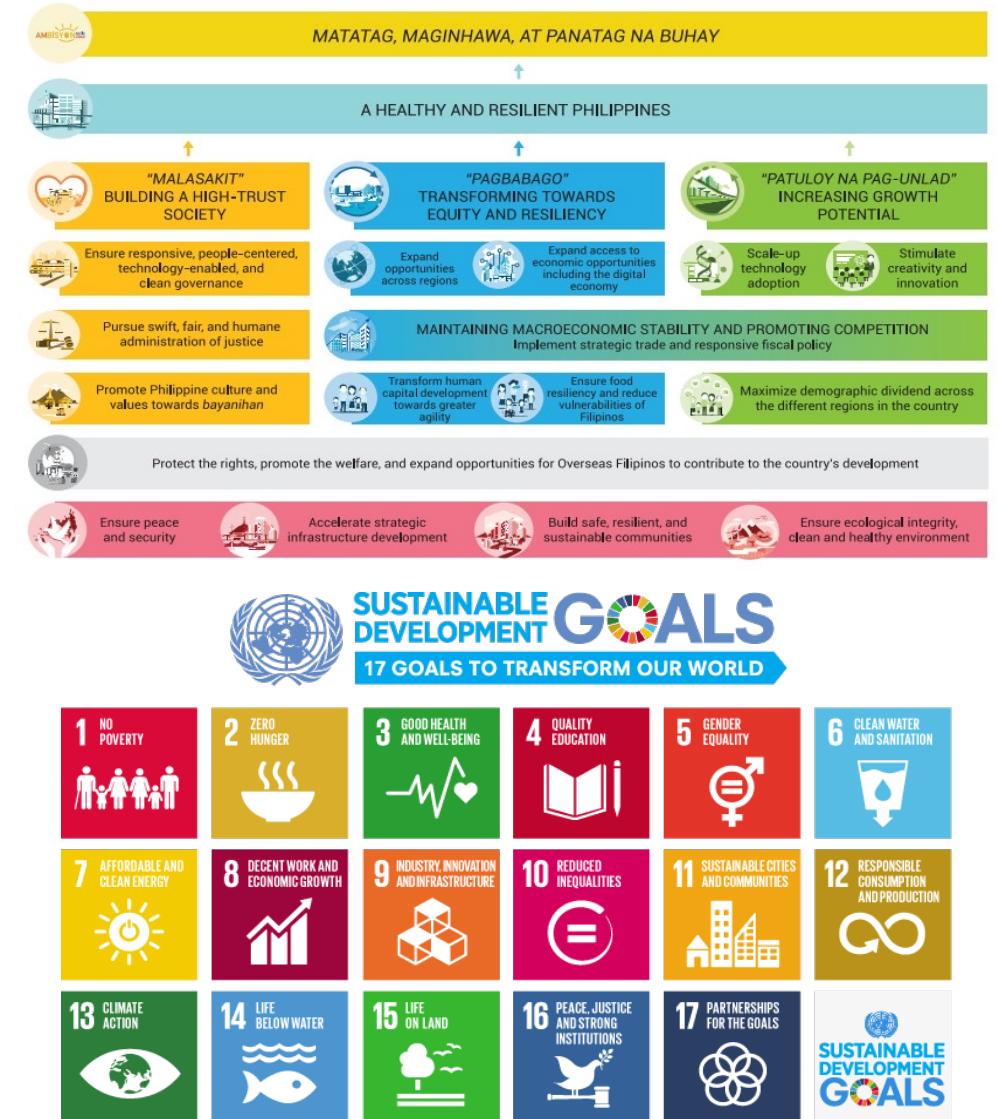 AMBISYON
MATATAG, MAGINHAWA, AT PANATAG NA BUHAY
A HEALTHY AND RESILIENT PHILIPPINES
“MALASAKIT”
BUILDING A HIGH-TRUST
SOCIETY
“PAGBABAGO”
TRANSFORMING TOWARDS
EQUITY AND RESILIENCY
“PATULOY NA PAG-UNLAD”
INCREASING GROWTH
POTENTIAL
Ensure responsive, people-centered,
technology-enabled, and
clean governance
Expand
opportunities
across regions
Expand access to
economic opportunities
including the digital
economy
Scale-up
technology
adoption
Stimulate
creativity and
innovation
Pursue swift, fair, and humane
administration of justice
MAINTAINING MACROECONOMIC STABILITY AND PROMOTING COMPETITION
Implement strategic trade and responsive fiscal policy
Promote Philippine culture and
values towards bayanihan
Transform human
capital development
towards greater
agility
Ensure food
resiliency and reduce
vulnerabilities of
Filipinos
Maximize demographic dividend across
the different regions in the country
Protect the rights, promote the welfare, and expand opportunities for Overseas Filipinos to contribute to the country's development
Ensure peace
and security
Accelerate strategic
infrastructure development
Build safe, resilient, and
sustainable communities
Ensure ecological integrity,
clean and healthy environment
SUSTAINABLE
DEVELOPMENT
GOALS
17 GOALS TO TRANSFORM OUR WORLD
1 NO
POVERTY
2 ZERO
HUNGER
3 GOOD HEALTH
AND WELL-BEING
4 QUALITY
EDUCATION
5 GENDER
EQUALITY
6 CLEAN WATER
AND SANITATION
7 AFFORDABLE AND
CLEAN ENERGY
8 DECENT WORK AND
ECONOMIC GROWTH
9 INDUSTRY, INNOVATION
AND INFRASTRUCTURE
10 REDUCED
INEQUALITIES
11 SUSTAINABLE CITIES
AND COMMUNITIES
12 RESPONSIBLE
CONSUMPTION
AND PRODUCTION
13 CLIMATE
ACTION
14 LIFE
BELOW WATER
15 LIFE
ON LAND
16 PEACE, JUSTICE
AND STRONG
INSTITUTIONS
17 PARTNERSHIPS
FOR THE GOALS
SUSTAINABLE
DEVELOPMENT
GOALS